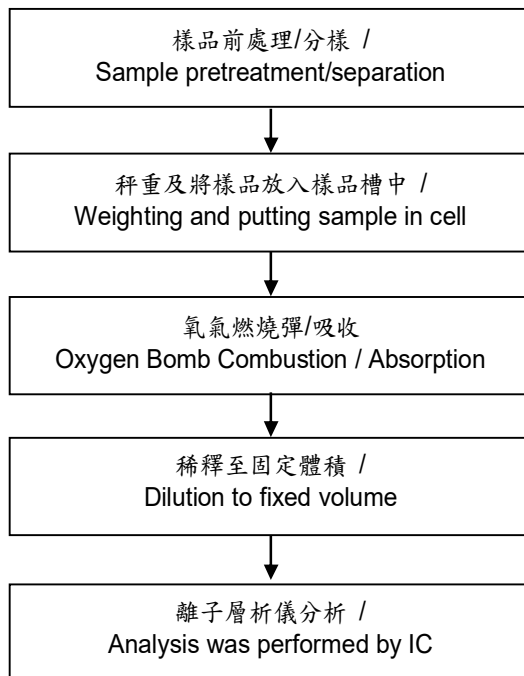 樣品前處理/分樣 /
Sample pretreatment/separation
秤重及將樣品放入樣品槽中 /
Weighting and putting sample in cell
氧氣燃燒彈/吸收
Oxygen Bomb Combustion / Absorption
稀釋至固定體積 /
Dilution to fixed volume
離子層析儀分析 /
Analysis was performed by IC